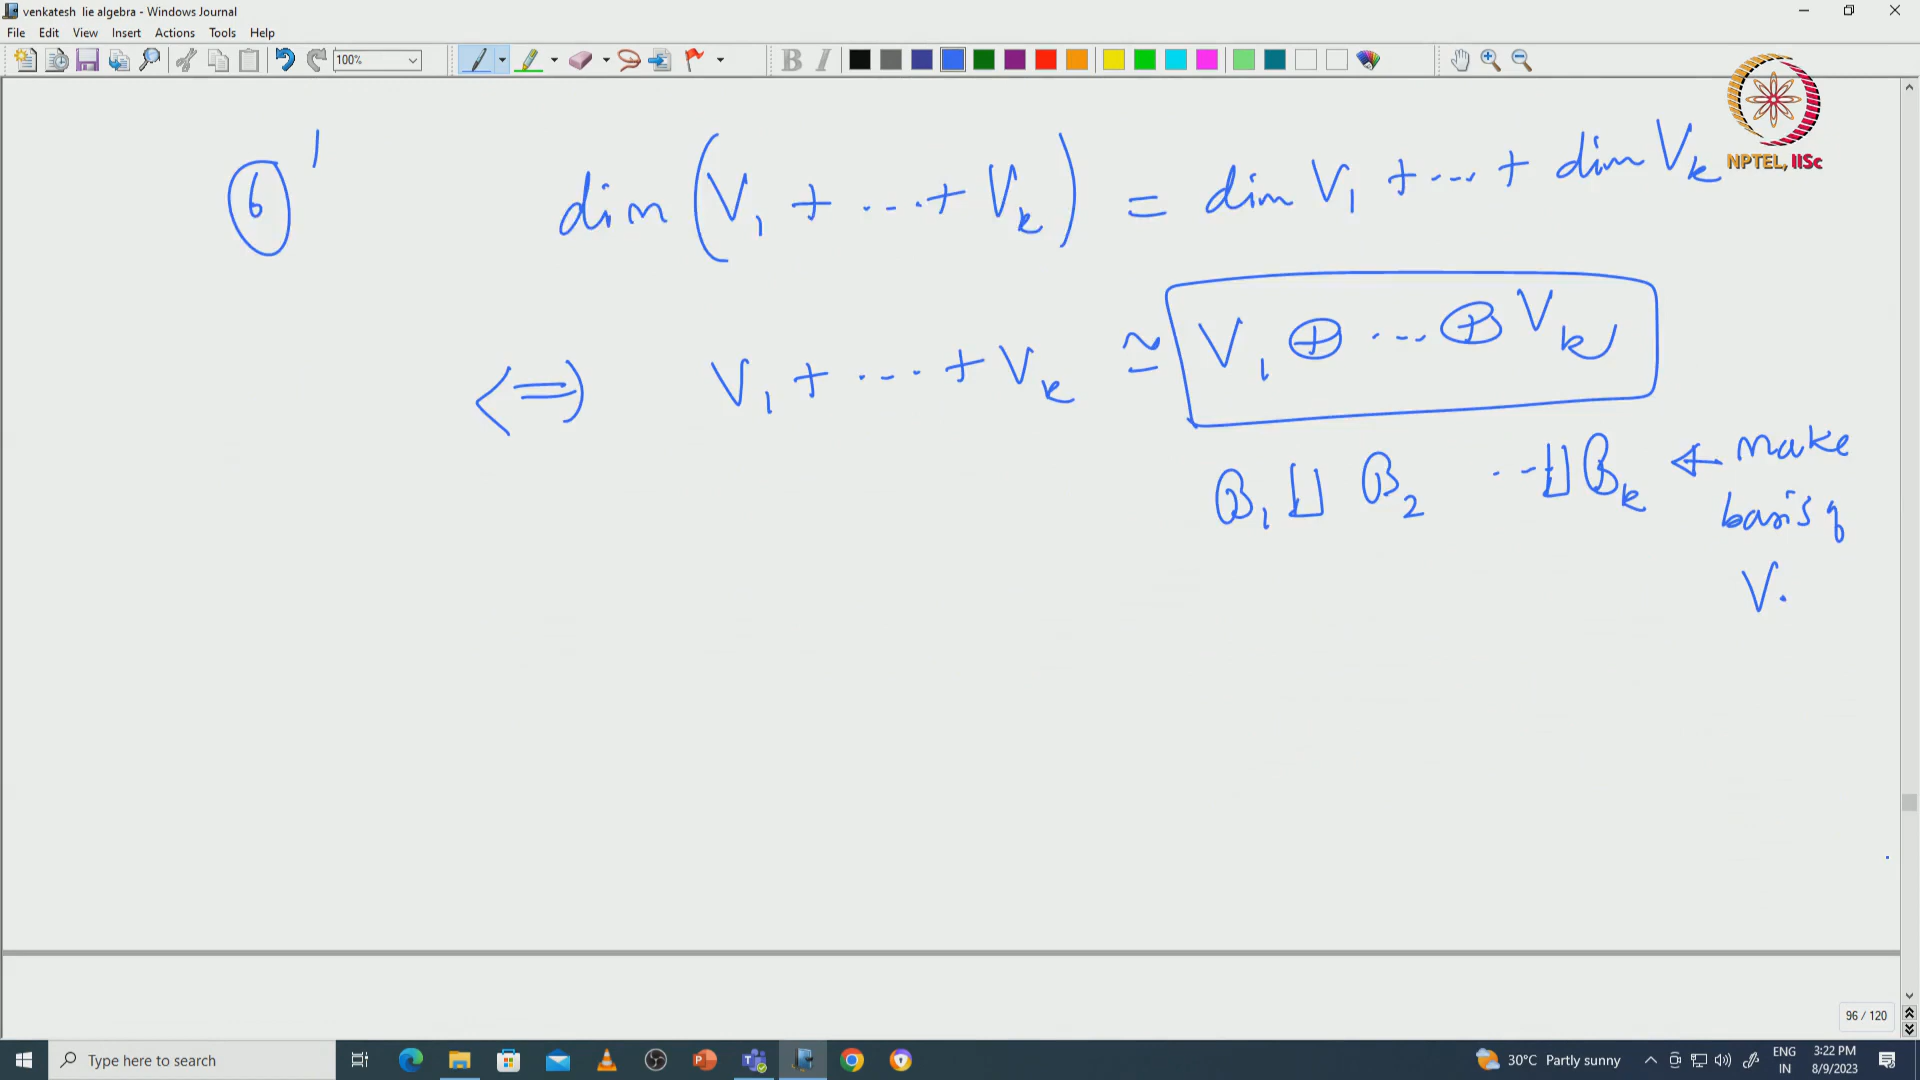 venkatesh lie algebra - Windows Journal
File Edit View Insert Actions Tools Help
100%
B I
NPTEL, IISc
⑥' dim (V₁ + ... + Vₖ) = dim V₁ + ... + dim Vₖ
<=> V₁ + ... + Vₖ ≃ V₁ ⊕ ... ⊕ Vₖ
B₁ ⊔ B₂ ... ⊔ Bₖ ← make
basis of
V.
96 / 120
Type here to search
30°C Partly sunny
ENG
IN
3:22 PM
8/9/2023